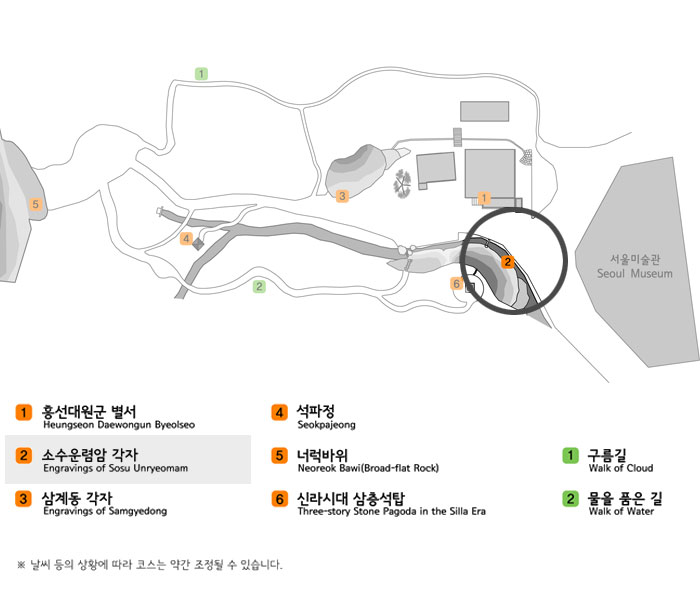 1
5
3
1
4
2
6
2
서울미술관
Seoul Museum
1 흥선대원군 별서
Heungseon Daewongun Byeolseo
2 소수운렴암 각자
Engravings of Sosu Unryeomam
3 삼계동 각자
Engravings of Samgyedong
4 석파정
Seokpajeong
5 너럭바위
Neoreok Bawi(Broad-flat Rock)
6 신라시대 삼층석탑
Three-story Stone Pagoda in the Silla Era
1 구름길
Walk of Cloud
2 물을 품은 길
Walk of Water
※ 날씨 등의 상황에 따라 코스는 약간 조정될 수 있습니다.